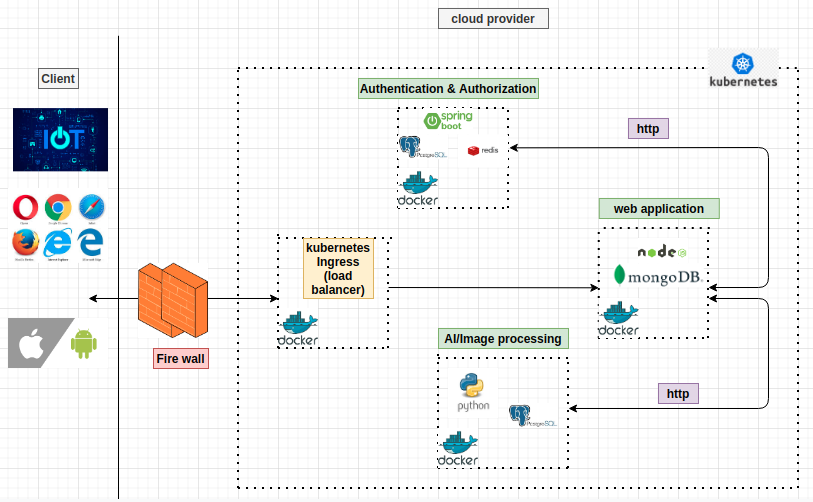 cloud provider
Client
kubernetes
Authentication & Authorization
IOT
spring
boot
http
PostgreSQL
redis
docker
web application
node
mongoDB
kubernetes
Ingress
(load
balancer)
docker
docker
AI/Image processing
Fire wall
python
http
PostgreSQL
docker